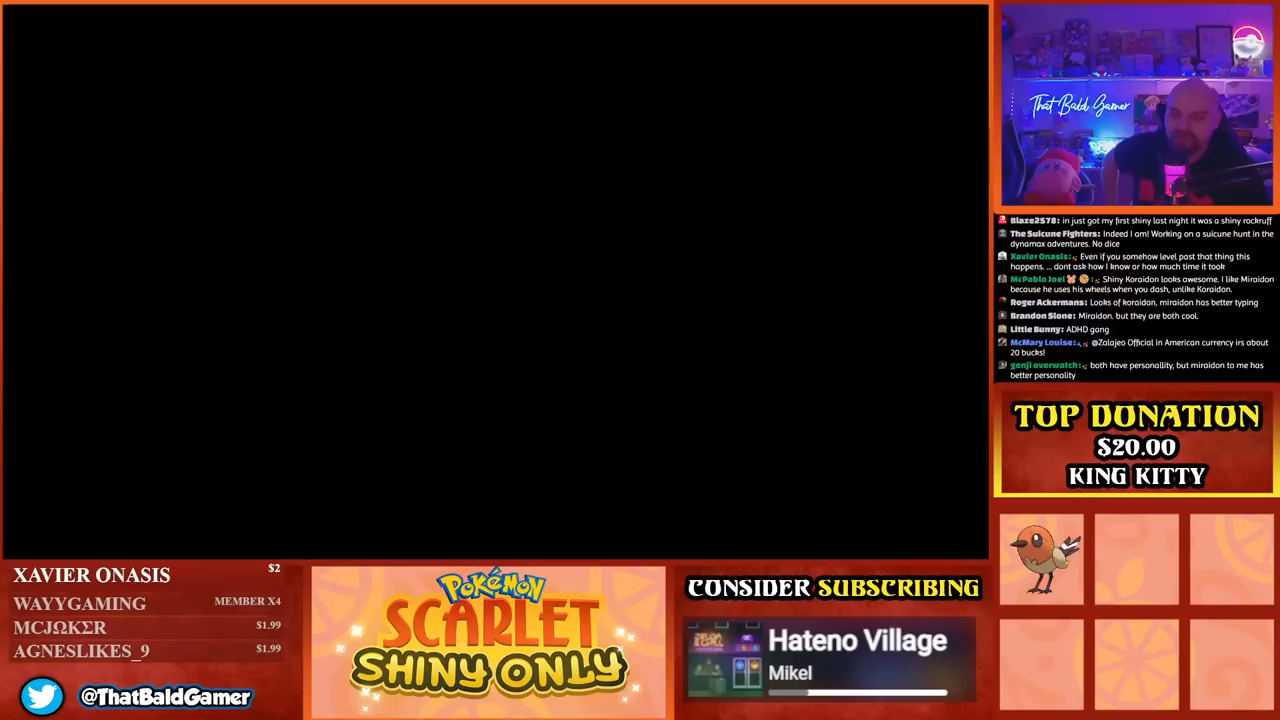 That Bald Gamer
Blaze2578: in just got my first shiny last night it was a shiny rockruff
The Suicune Fighters: Indeed I am! Working on a suicune hunt in the
dynamax adventures. No dice
Xavier Onasis: Even if you somehow level past that thing this
happens. ... dont ask how I know or how much time it took
McPablo Joel: Shiny Koraidon looks awesome. I like Miraidon
because he uses his wheels when you dash, unlike Koraidon.
Roger Ackermans: Looks of koraidon, miraidon has better typing
Brandon Slone: Miraidon. but they are both cool.
Little Bunny: ADHD gang
McMary Louise: @Zalajeo Official in American currency irs about
20 bucks!
genji overwatch: both have personallity, but miraidon to me has
better personality
TOP DONATION
$20.00
KING KITTY
XAVIER ONASIS $2
WAYYGAMING MEMBER X4
MCJΩKΣR $1.99
AGNESLIKES_9 $1.99
@ThatBaldGamer
POKéMON
SCARLET
SHINY ONLY
CONSIDER SUBSCRIBING
Hateno Village
Mikel